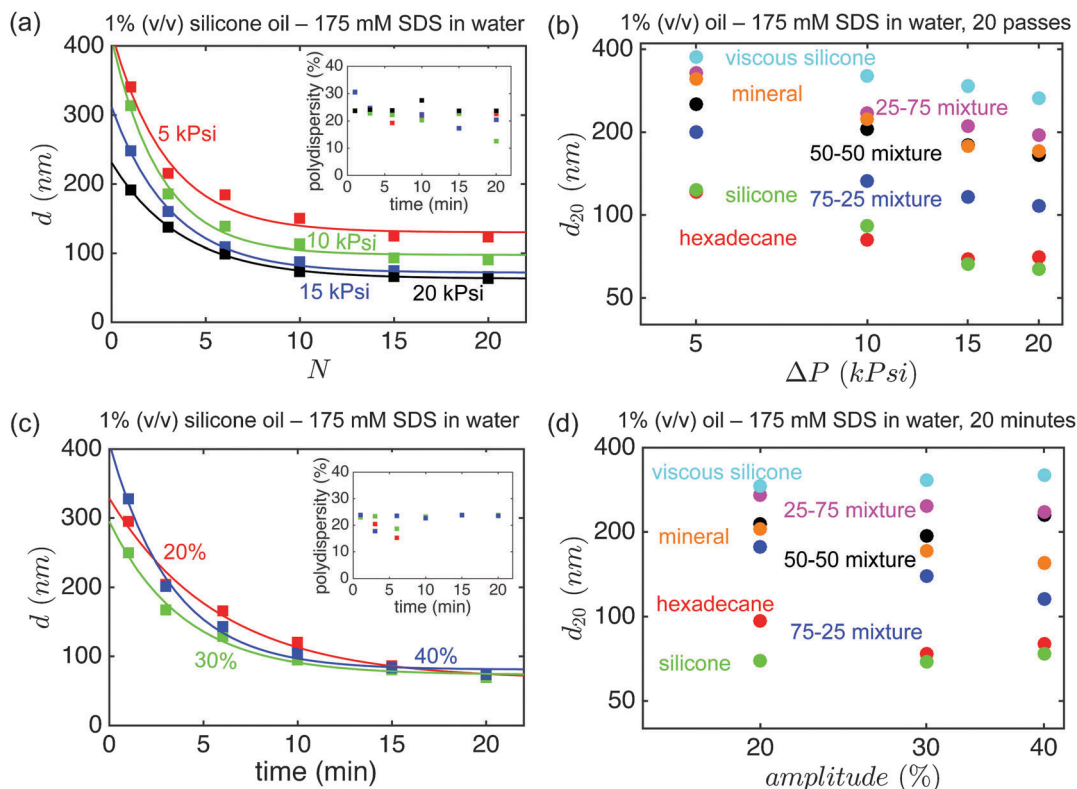 (a)
1% (v/v) silicone oil – 175 mM SDS in water
400
300
200
100
0
d (nm)
0 5 10 15 20
N
5 kPsi
10 kPsi
15 kPsi
20 kPsi
polydispersity (%)
40
30
20
10
0
0 5 10 15 20
time (min)
(b)
1% (v/v) oil – 175 mM SDS in water, 20 passes
400
200
100
50
d20 (nm)
viscous silicone
mineral
25-75 mixture
50-50 mixture
silicone
75-25 mixture
hexadecane
5 10 15 20
ΔP (kPsi)
(c)
1% (v/v) silicone oil – 175 mM SDS in water
400
300
200
100
0
d (nm)
20%
30%
40%
0 5 10 15 20
time (min)
polydispersity (%)
40
30
20
10
0
0 5 10 15 20
time (min)
(d)
1% (v/v) oil – 175 mM SDS in water, 20 minutes
400
200
100
50
d20 (nm)
viscous silicone
25-75 mixture
mineral
50-50 mixture
hexadecane
75-25 mixture
silicone
20 30 40
amplitude (%)